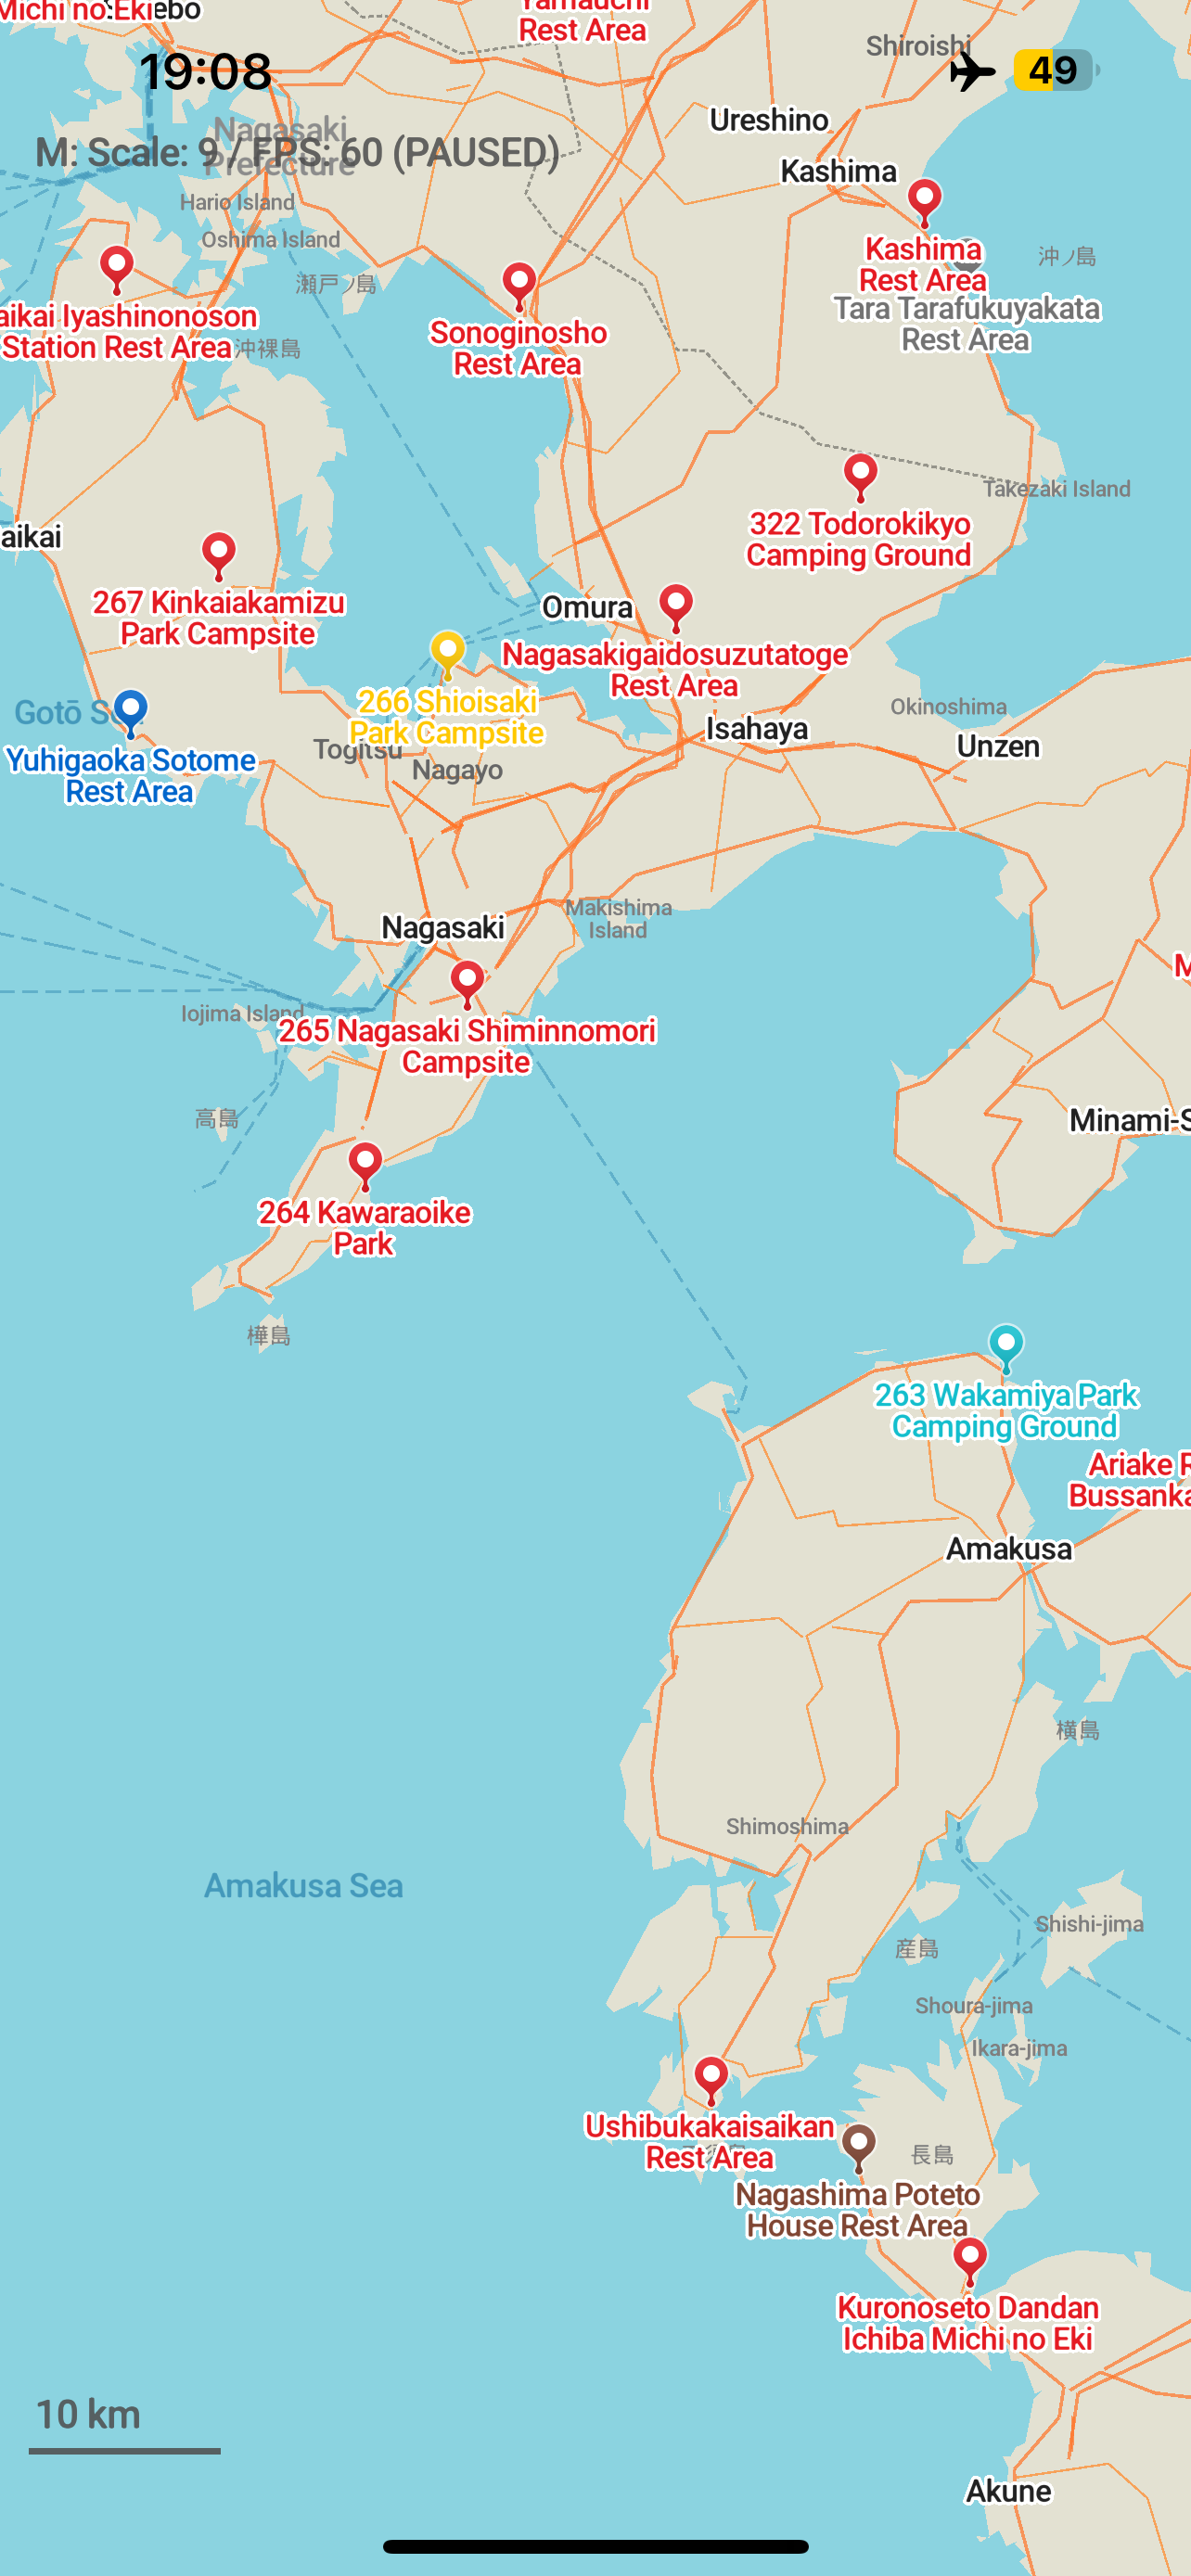 Michi no Eki
ebo
Yamauchi
Rest Area
Shiroishi
19:08
49
Ureshino
Nagasaki
Prefecture
M: Scale: 9 / FPS: 60 (PAUSED)
Kashima
Hario Island
Oshima Island
Kashima
Rest Area
沖ノ島
瀬戸ノ島
Tara Tarafukuyakata
Rest Area
aikai Iyashinonoson
Station Rest Area
Sonoginosho
Rest Area
沖裸島
Takezaki Island
322 Todorokikyo
Camping Ground
aikai
267 Kinkaiakamizu
Park Campsite
Omura
Nagasakigaidosuzutatoge
Rest Area
266 Shioisaki
Park Campsite
Gotō S
Okinoshima
Isahaya
Unzen
Togitsu
Nagayo
Yuhigaoka Sotome
Rest Area
Makishima
Island
Nagasaki
M
Iojima Island
265 Nagasaki Shiminnomori
Campsite
高島
Minami-S
264 Kawaraoike
Park
樺島
263 Wakamiya Park
Camping Ground
Ariake R
Bussanka
Amakusa
横島
Shimoshima
Amakusa Sea
Shishi-jima
産島
Shoura-jima
Ikara-jima
Ushibukakaisaikan
Rest Area
長島
Nagashima Poteto
House Rest Area
Kuronoseto Dandan
Ichiba Michi no Eki
10 km
Akune